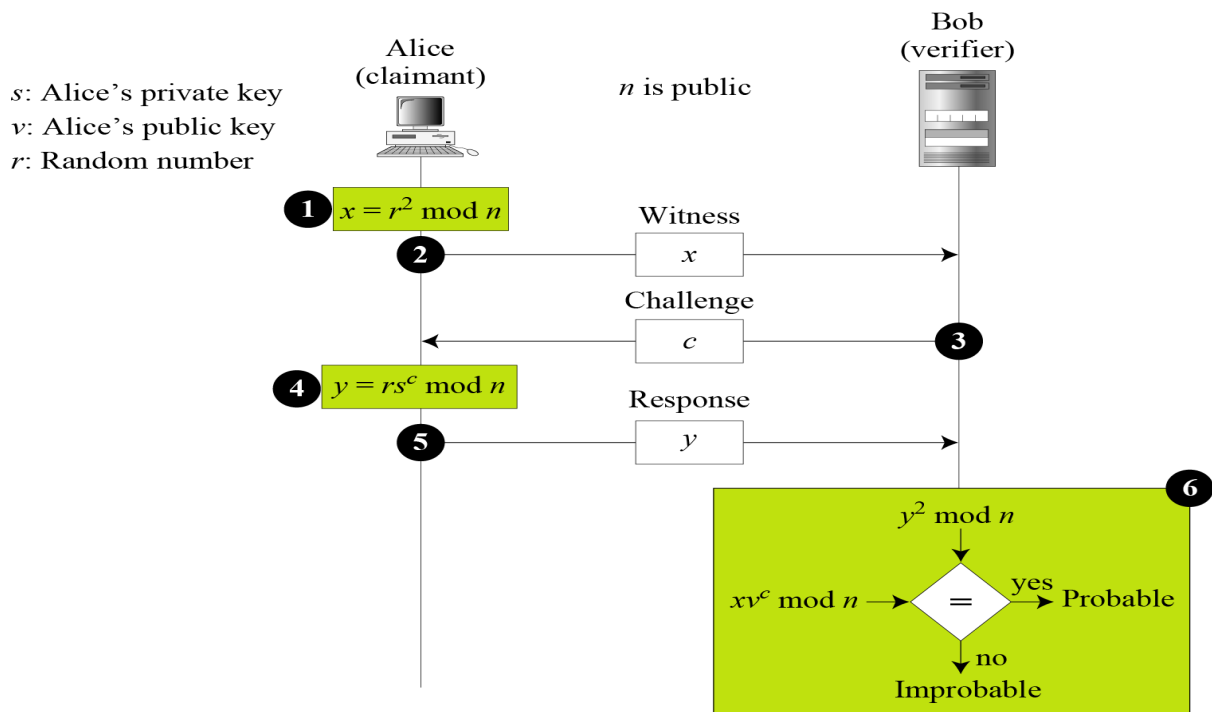 Alice
(claimant)
Bob
(verifier)
s: Alice's private key
v: Alice's public key
r: Random number
n is public
1 x = r² mod n
Witness
2 x
Challenge
c 3
4 y = rsᶜ mod n
Response
5 y
6
y² mod n
xvᶜ mod n = yes Probable
no
Improbable